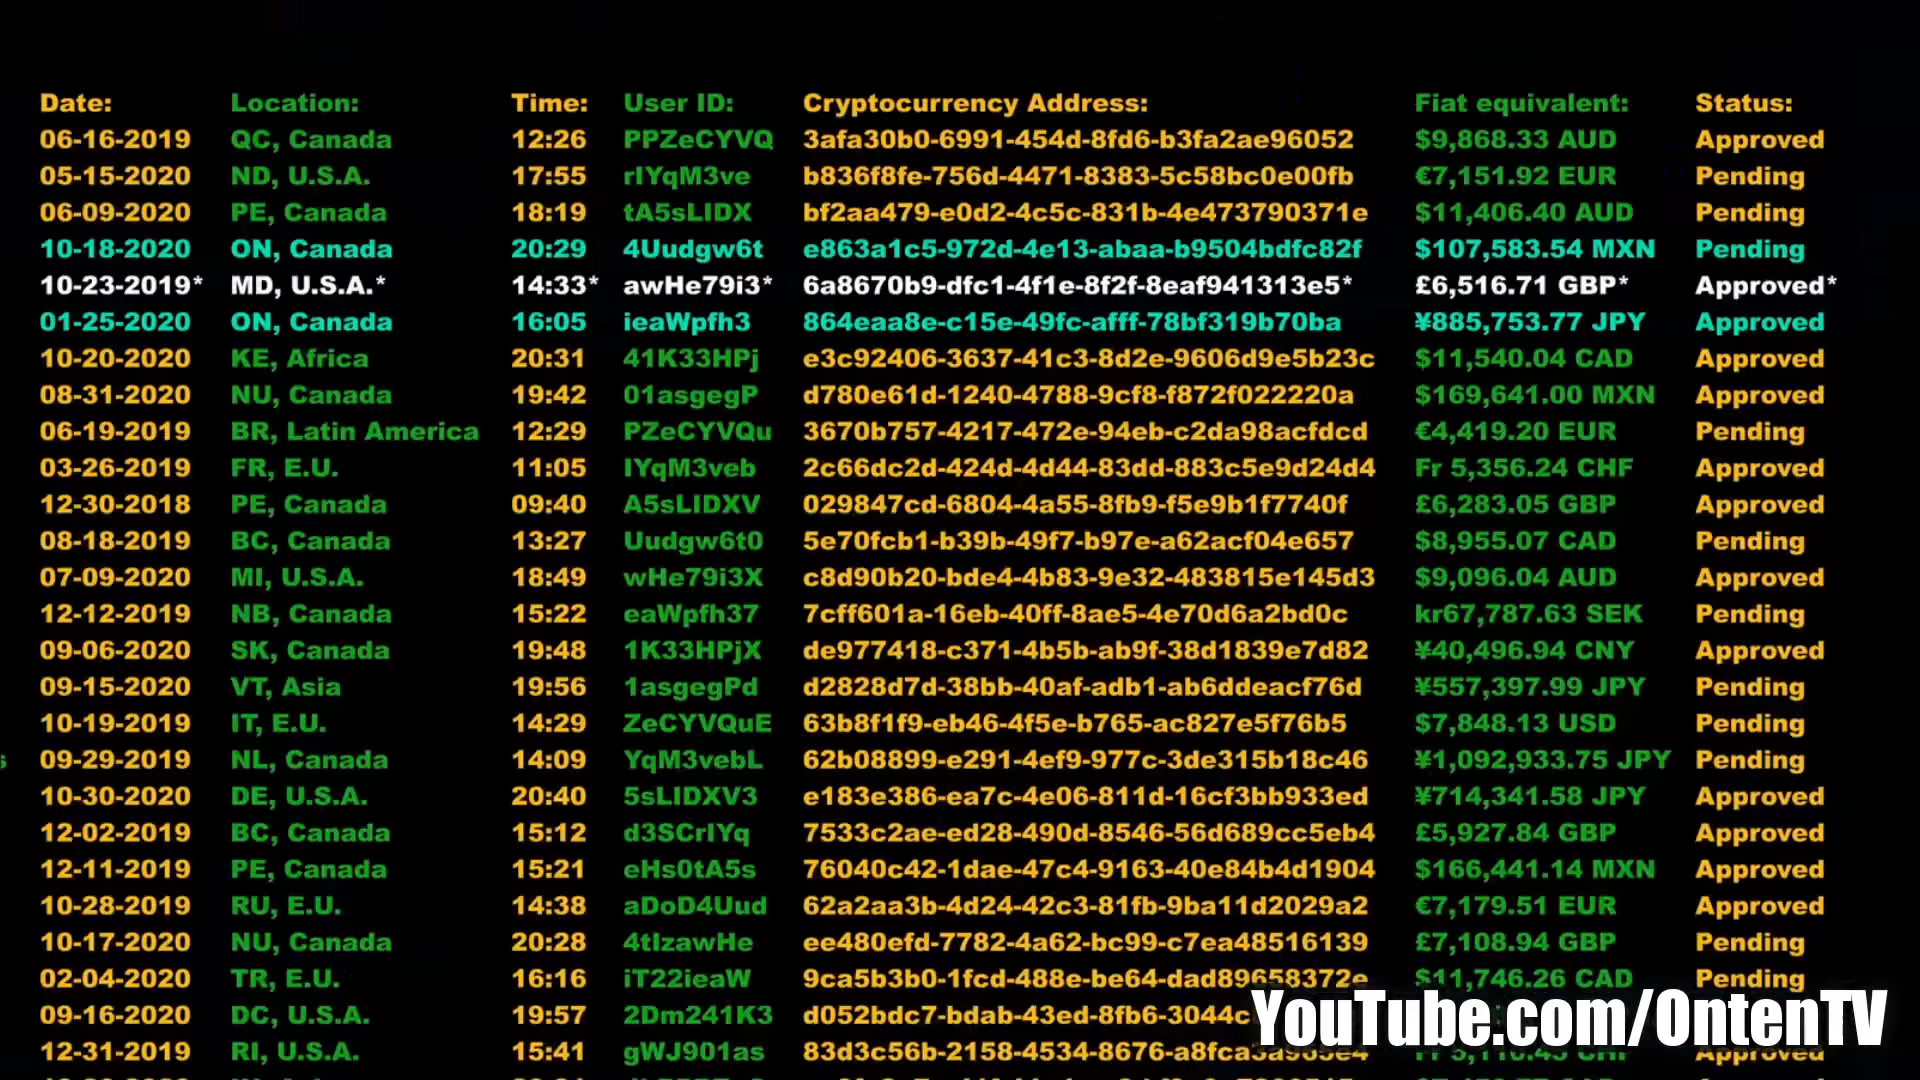 Date: Location: Time: User ID: Cryptocurrency Address: Fiat equivalent: Status:
06-16-2019 QC, Canada 12:26 PPZeCYVQ 3afa30b0-6991-454d-8fd6-b3fa2ae96052 $9,868.33 AUD Approved
05-15-2020 ND, U.S.A. 17:55 rIYqM3ve b836f8fe-756d-4471-8383-5c58bc0e00fb €7,151.92 EUR Pending
06-09-2020 PE, Canada 18:19 tA5sLIDX bf2aa479-e0d2-4c5c-831b-4e473790371e $11,406.40 AUD Pending
10-18-2020 ON, Canada 20:29 4Uudgw6t e863a1c5-972d-4e13-abaa-b9504bdfc82f $107,583.54 MXN Pending
10-23-2019* MD, U.S.A.* 14:33* awHe79i3* 6a8670b9-dfc1-4f1e-8f2f-8eaf941313e5* £6,516.71 GBP* Approved*
01-25-2020 ON, Canada 16:05 ieaWpfh3 864eaa8e-c15e-49fc-afff-78bf319b70ba ¥885,753.77 JPY Approved
10-20-2020 KE, Africa 20:31 41K33HPj e3c92406-3637-41c3-8d2e-9606d9e5b23c $11,540.04 CAD Approved
08-31-2020 NU, Canada 19:42 01asgegP d780e61d-1240-4788-9cf8-f872f022220a $169,641.00 MXN Approved
06-19-2019 BR, Latin America 12:29 PZeCYVQu 3670b757-4217-472e-94eb-c2da98acfdcd €4,419.20 EUR Pending
03-26-2019 FR, E.U. 11:05 IYqM3veb 2c66dc2d-424d-4d44-83dd-883c5e9d24d4 Fr 5,356.24 CHF Approved
12-30-2018 PE, Canada 09:40 A5sLIDXV 029847cd-6804-4a55-8fb9-f5e9b1f7740f £6,283.05 GBP Approved
08-18-2019 BC, Canada 13:27 Uudgw6t0 5e70fcb1-b39b-49f7-b97e-a62acf04e657 $8,955.07 CAD Pending
07-09-2020 MI, U.S.A. 18:49 wHe79i3X c8d90b20-bde4-4b83-9e32-483815e145d3 $9,096.04 AUD Approved
12-12-2019 NB, Canada 15:22 eaWpfh37 7cff601a-16eb-40ff-8ae5-4e70d6a2bd0c kr67,787.63 SEK Pending
09-06-2020 SK, Canada 19:48 1K33HPjX de977418-c371-4b5b-ab9f-38d1839e7d82 ¥40,496.94 CNY Approved
09-15-2020 VT, Asia 19:56 1asgegPd d2828d7d-38bb-40af-adb1-ab6ddeacf76d ¥557,397.99 JPY Pending
10-19-2019 IT, E.U. 14:29 ZeCYVQuE 63b8f1f9-eb46-4f5e-b765-ac827e5f76b5 $7,848.13 USD Pending
09-29-2019 NL, Canada 14:09 YqM3vebL 62b08899-e291-4ef9-977c-3de315b18c46 ¥1,092,933.75 JPY Pending
10-30-2020 DE, U.S.A. 20:40 5sLIDXV3 e183e386-ea7c-4e06-811d-16cf3bb933ed ¥714,341.58 JPY Approved
12-02-2019 BC, Canada 15:12 d3SCrIYq 7533c2ae-ed28-490d-8546-56d689cc5eb4 £5,927.84 GBP Approved
12-11-2019 PE, Canada 15:21 eHs0tA5s 76040c42-1dae-47c4-9163-40e84b4d1904 $166,441.14 MXN Approved
10-28-2019 RU, E.U. 14:38 aDoD4Uud 62a2aa3b-4d24-42c3-81fb-9ba11d2029a2 €7,179.51 EUR Approved
10-17-2020 NU, Canada 20:28 4tIzawHe ee480efd-7782-4a62-bc99-c7ea48516139 £7,108.94 GBP Pending
02-04-2020 TR, E.U. 16:16 iT22ieaW 9ca5b3b0-1fcd-488e-be64-dad89658372e $11,746.26 CAD Pending
09-16-2020 DC, U.S.A. 19:57 2Dm241K3 d052bdc7-bdab-43ed-8fb6-3044c
YouTube.com/OntenTV
12-31-2019 RI, U.S.A. 15:41 gWJ901as Approved